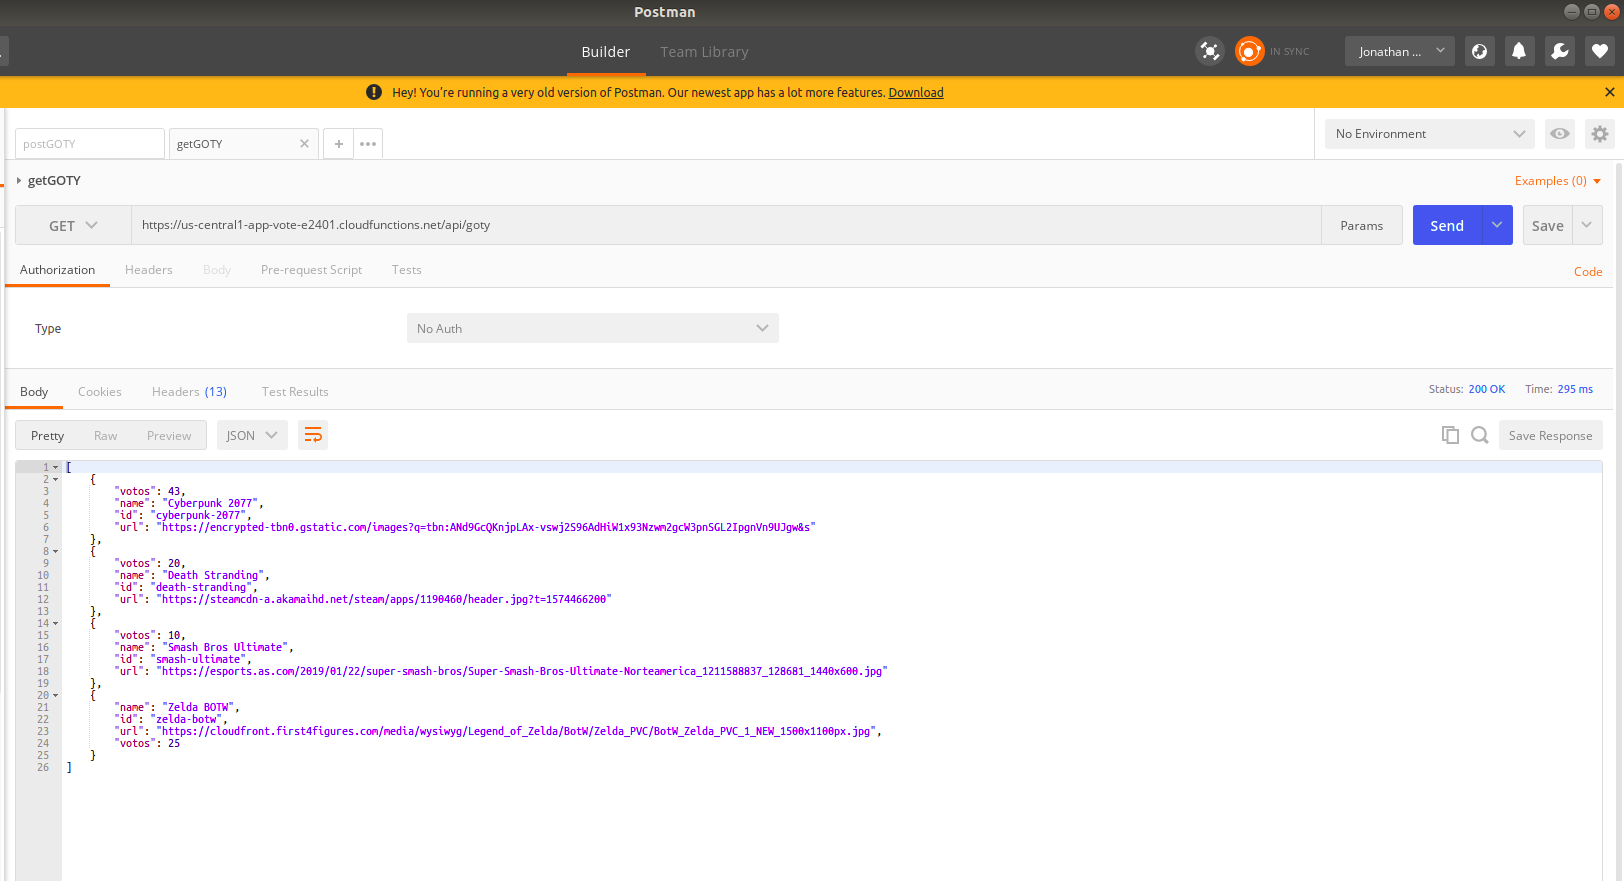 Postman
Builder Team Library IN SYNC Jonathan ...
Hey! You're running a very old version of Postman. Our newest app has a lot more features. Download
postGOTY getGOTY No Environment
getGOTY Examples (0)
GET https://us-central1-app-vote-e2401.cloudfunctions.net/api/goty Params Send Save
Authorization Headers Body Pre-request Script Tests Code
Type No Auth
Body Cookies Headers (13) Test Results Status: 200 OK Time: 295 ms
Pretty Raw Preview JSON Save Response
1 [
2 {
3 "votos": 43,
4 "name": "Cyberpunk 2077",
5 "id": "cyberpunk-2077",
6 "url": "https://encrypted-tbn0.gstatic.com/images?q=tbn:ANd9GcQKnjpLAx-vswj2S96AdHiW1x93Nzwm2gcW3pnSGL2IpgnVn9UJgw&s"
7 },
8 {
9 "votos": 20,
10 "name": "Death Stranding",
11 "id": "death-stranding",
12 "url": "https://steamcdn-a.akamaihd.net/steam/apps/1190460/header.jpg?t=1574466200"
13 },
14 {
15 "votos": 10,
16 "name": "Smash Bros Ultimate",
17 "id": "smash-ultimate",
18 "url": "https://esports.as.com/2019/01/22/super-smash-bros/Super-Smash-Bros-Ultimate-Norteamerica_1211588837_128681_1440x600.jpg"
19 },
20 {
21 "name": "Zelda BOTW",
22 "id": "zelda-botw",
23 "url": "https://cloudfront.first4figures.com/media/wysiwyg/Legend_of_Zelda/BotW/Zelda_PVC/BotW_Zelda_PVC_1_NEW_1500x1100px.jpg",
24 "votos": 25
25 }
26 ]